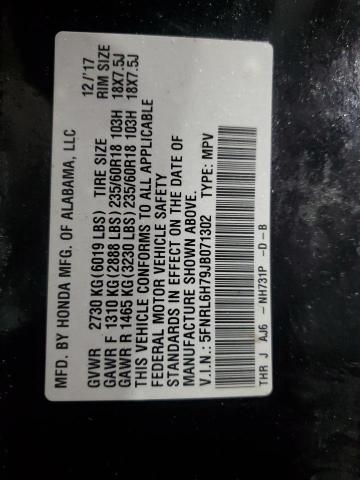 MFD. BY HONDA MFG. OF ALABAMA, LLC 12/'17
GVWR 2730 KG(6019 LBS) TIRE SIZE RIM SIZE
GAWR F 1310 KG(2888 LBS) 235/60R18 103H 18X7.5J
GAWR R 1465 KG(3230 LBS) 235/60R18 103H 18X7.5J
THIS VEHICLE CONFORMS TO ALL APPLICABLE
FEDERAL MOTOR VEHICLE SAFETY
STANDARDS IN EFFECT ON THE DATE OF
MANUFACTURE SHOWN ABOVE.
V.I.N.: 5FNRL6H79JB071302 TYPE: MPV
THR J AJ6 - NH731P -D -B